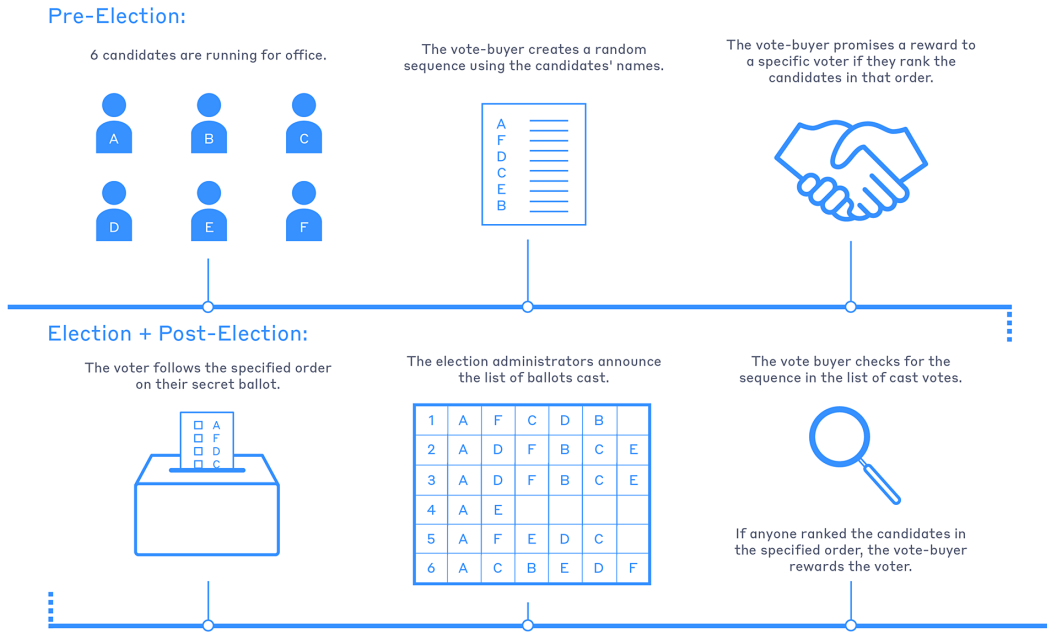 Pre-Election:
6 candidates are running for office.
A B C
D E F
The vote-buyer creates a random
sequence using the candidates' names.
A
F
D
C
E
B
The vote-buyer promises a reward to
a specific voter if they rank the
candidates in that order.
Election + Post-Election:
The voter follows the specified order
on their secret ballot.
A
F
D
C
The election administrators announce
the list of ballots cast.
1 A F C D B
2 A D F B C E
3 A D F B C E
4 A E
5 A F E D C
6 A C B E D F
The vote buyer checks for the
sequence in the list of cast votes.
If anyone ranked the candidates in
the specified order, the vote-buyer
rewards the voter.